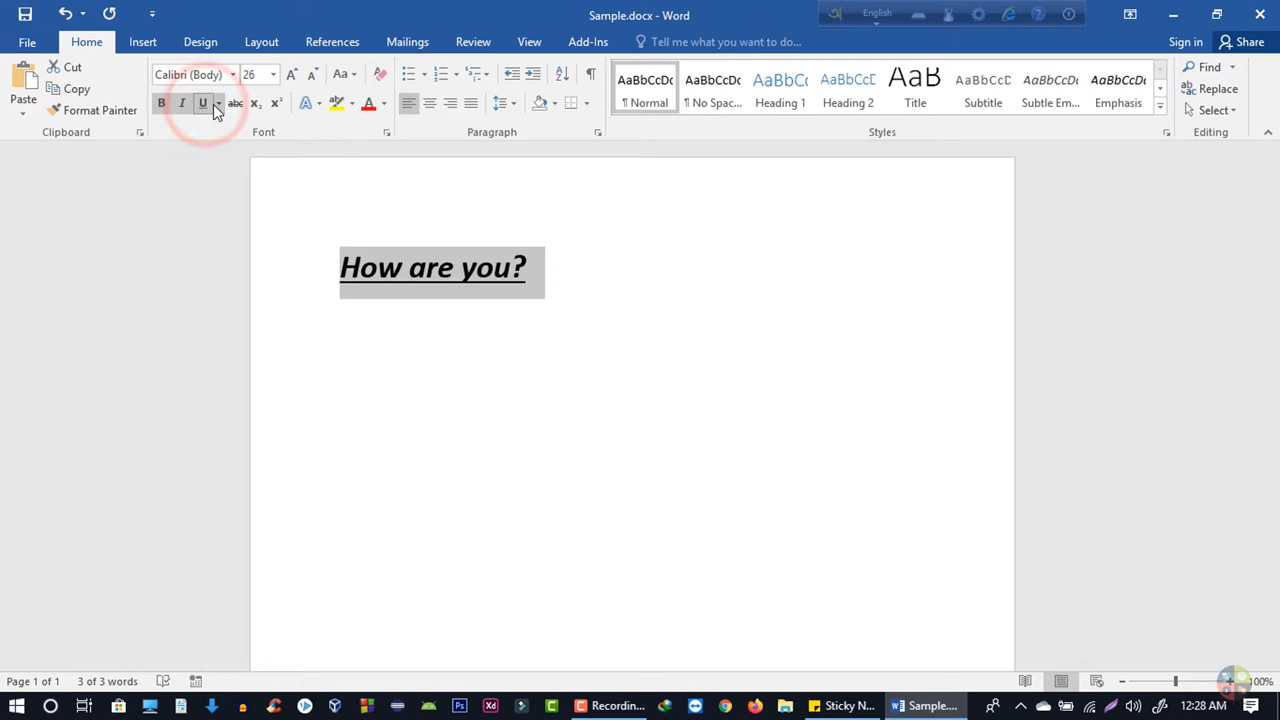 Sample.docx - Word
English
File
Home
Insert
Design
Layout
References
Mailings
Review
View
Add-Ins
Tell me what you want to do...
Sign in
Share
Paste
Cut
Copy
Format Painter
Clipboard
Calibri (Body)
26
Aa
B I U abc x₂ x²
Font
Paragraph
AaBbCcDc
AaBbCcDc
AaBbCc
AaBbCcD
AaB
AaBbCcD
AaBbCcDc
AaBbCcDc
¶ Normal
¶ No Spac...
Heading 1
Heading 2
Title
Subtitle
Subtle Em...
Emphasis
Styles
Find
Replace
Select
Editing
How are you?
Page 1 of 1
3 of 3 words
100%
Recordin...
Sticky N...
Sample....
12:28 AM